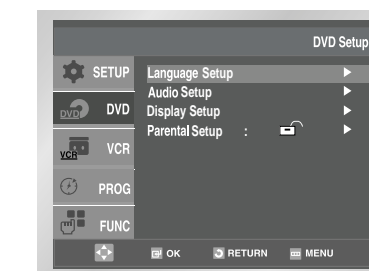 DVD Setup
SETUP
DVD DVD
VCR VCR
PROG
FUNC
Language Setup
Audio Setup
Display Setup
Parental Setup :
OK RETURN MENU